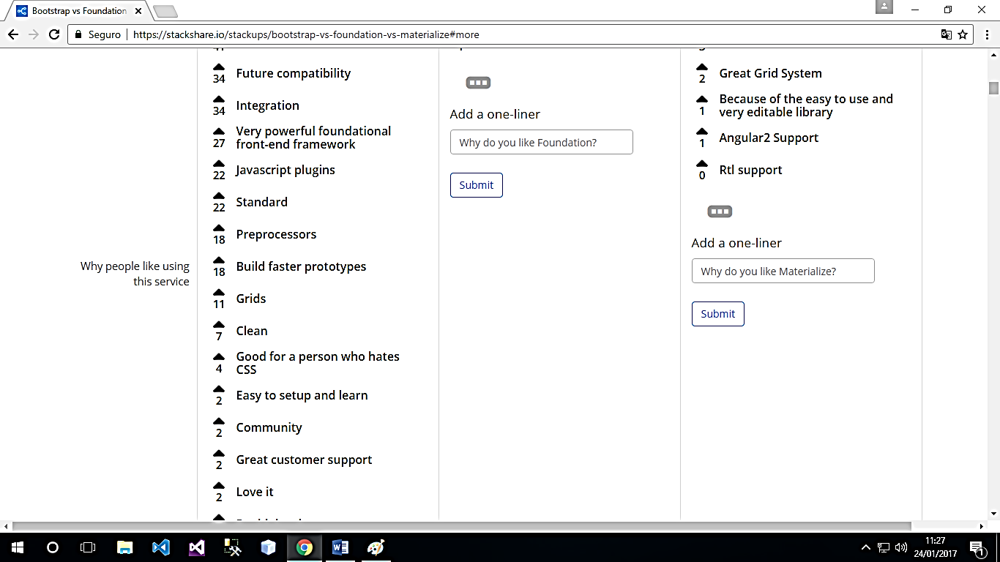 Bootstrap vs Foundation
Seguro
https://stackshare.io/stackups/bootstrap-vs-foundation-vs-materialize#more
Why people like using
this service
34
Future compatibility
34
Integration
27
Very powerful foundational
front-end framework
22
Javascript plugins
22
Standard
18
Preprocessors
18
Build faster prototypes
11
Grids
7
Clean
4
Good for a person who hates
CSS
2
Easy to setup and learn
2
Community
2
Great customer support
2
Love it
Add a one-liner
Why do you like Foundation?
Submit
2
Great Grid System
1
Because of the easy to use and
very editable library
1
Angular2 Support
0
Rtl support
Add a one-liner
Why do you like Materialize?
Submit
11:27
24/01/2017
1